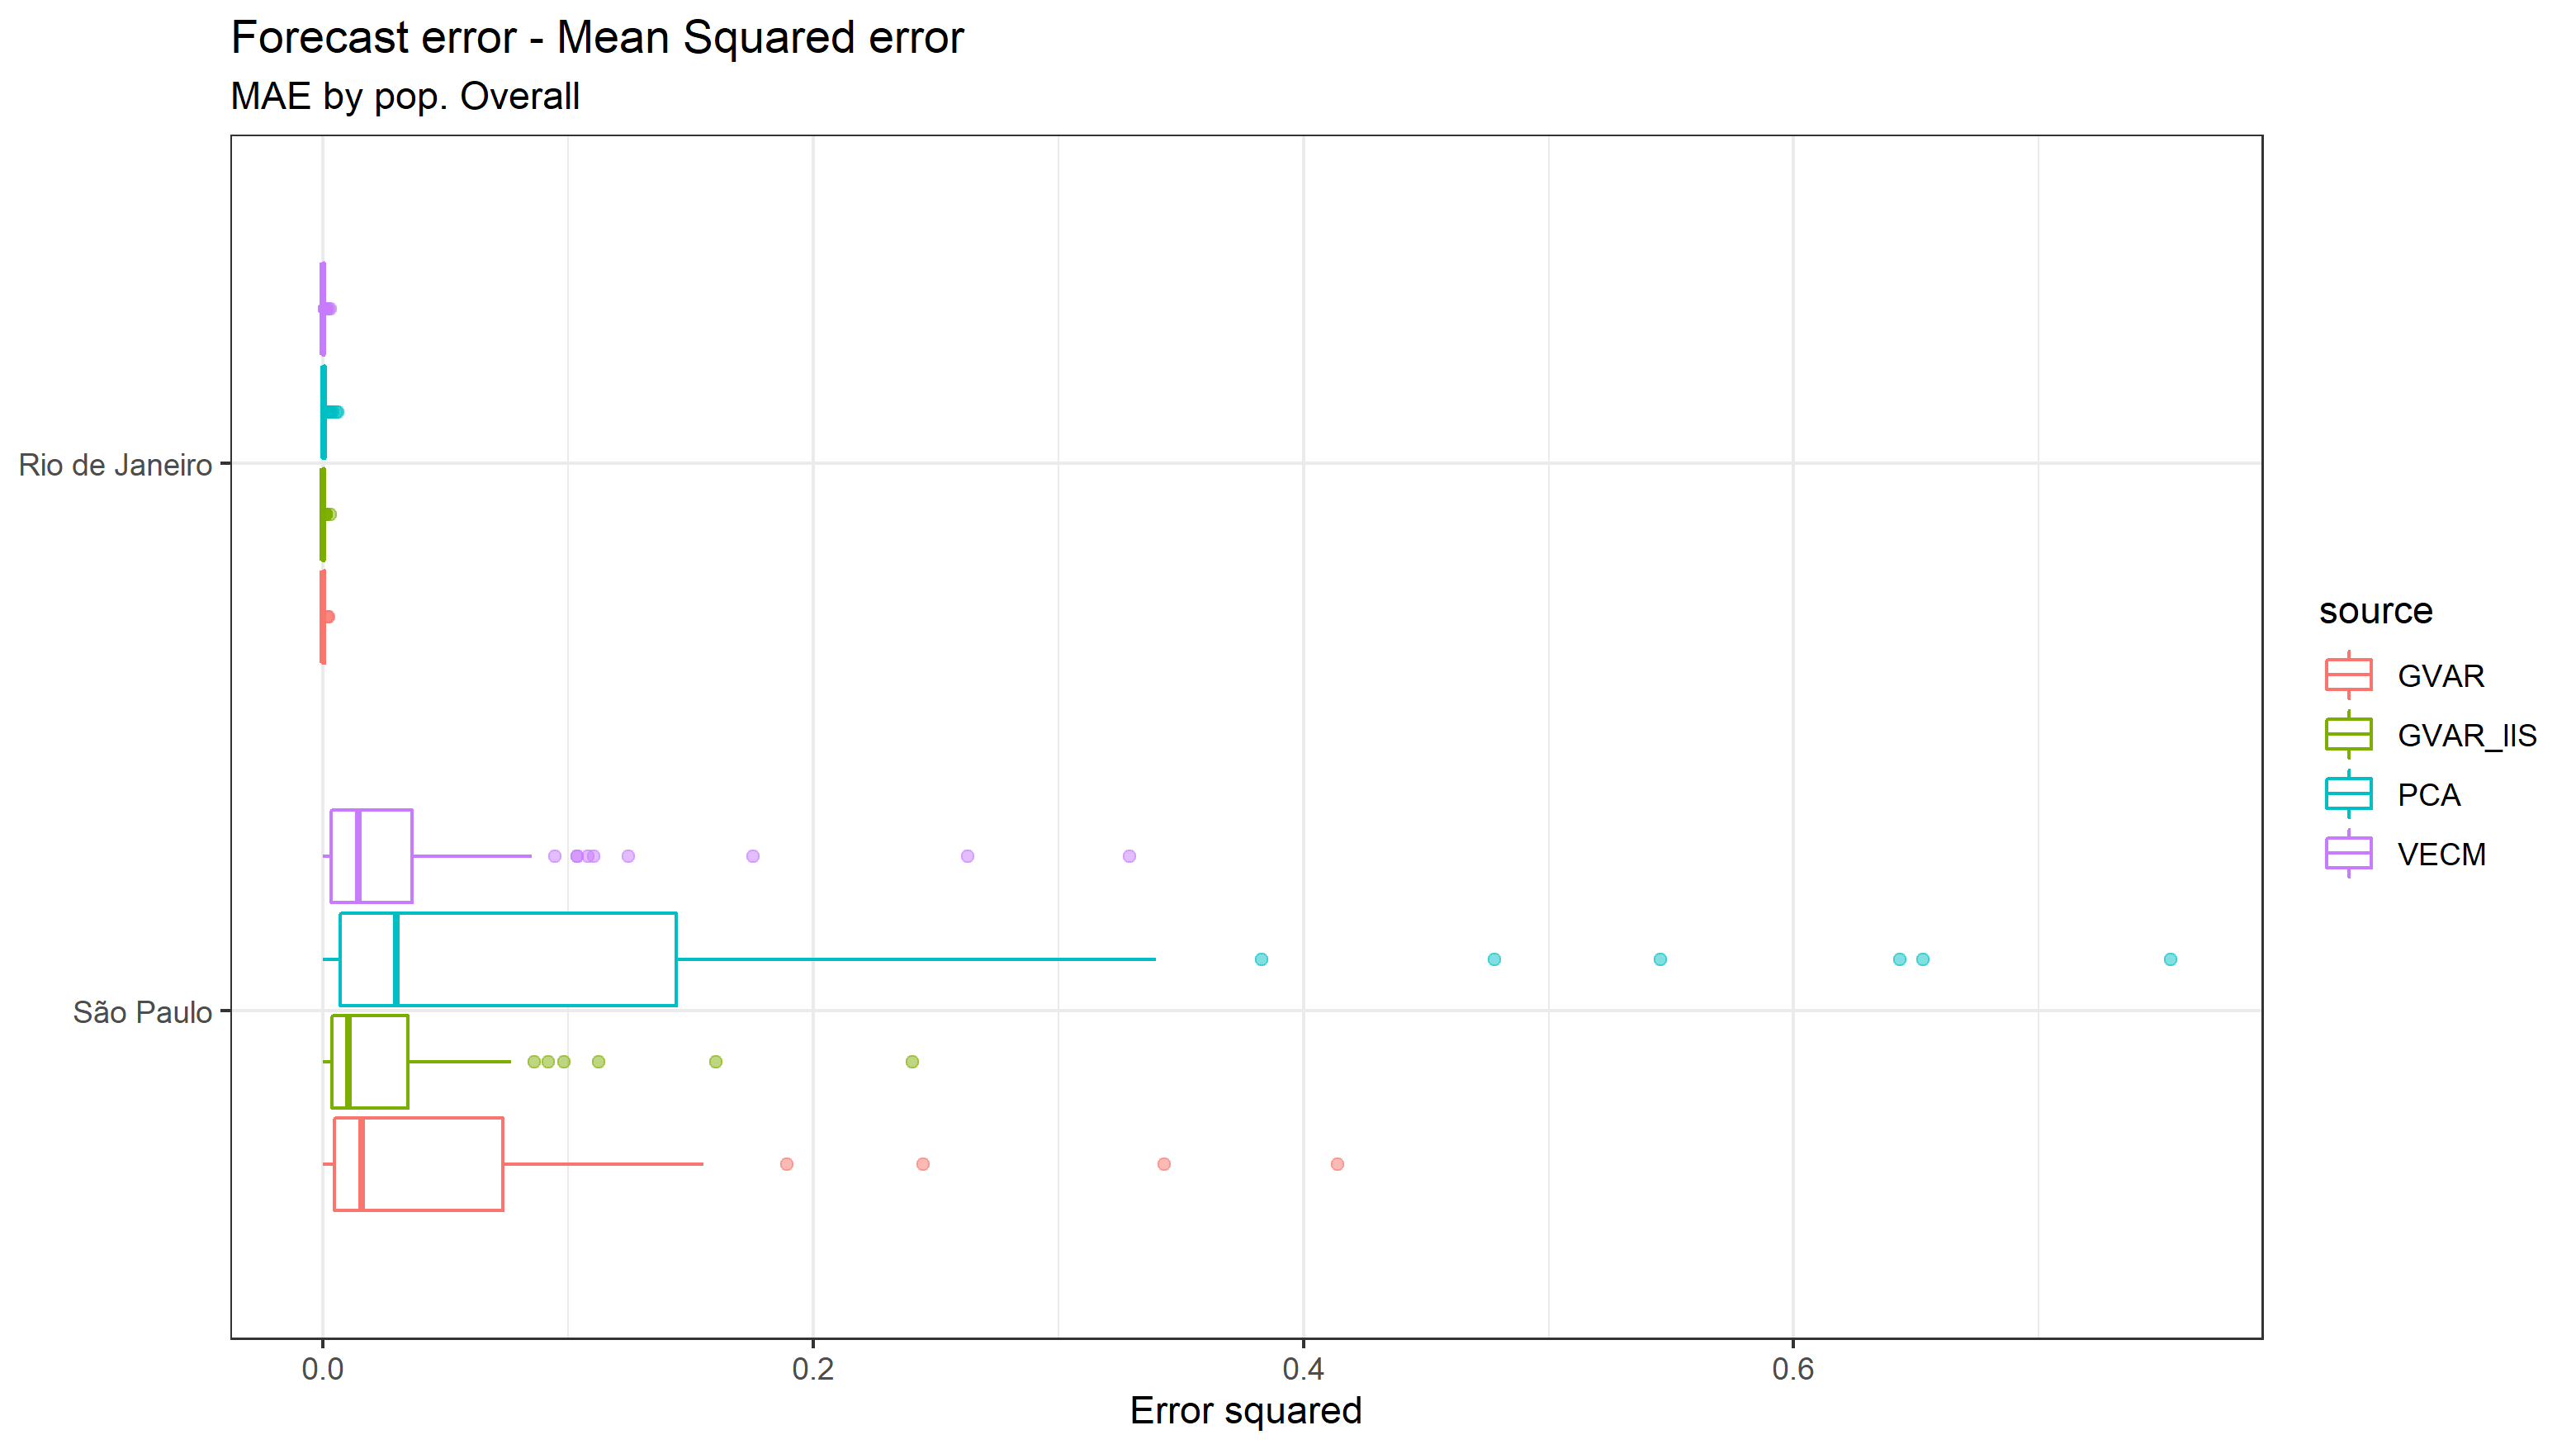 Forecast error - Mean Squared error
MAE by pop. Overall
Rio de Janeiro
São Paulo
0.0
0.2
0.4
0.6
Error squared
source
GVAR
GVAR_IIS
PCA
VECM